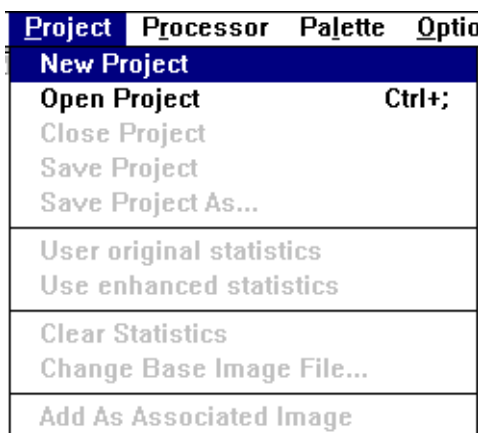 Project Processor Palette Optio
New Project
Open Project Ctrl+;
Close Project
Save Project
Save Project As...
User original statistics
Use enhanced statistics
Clear Statistics
Change Base Image File...
Add As Associated Image